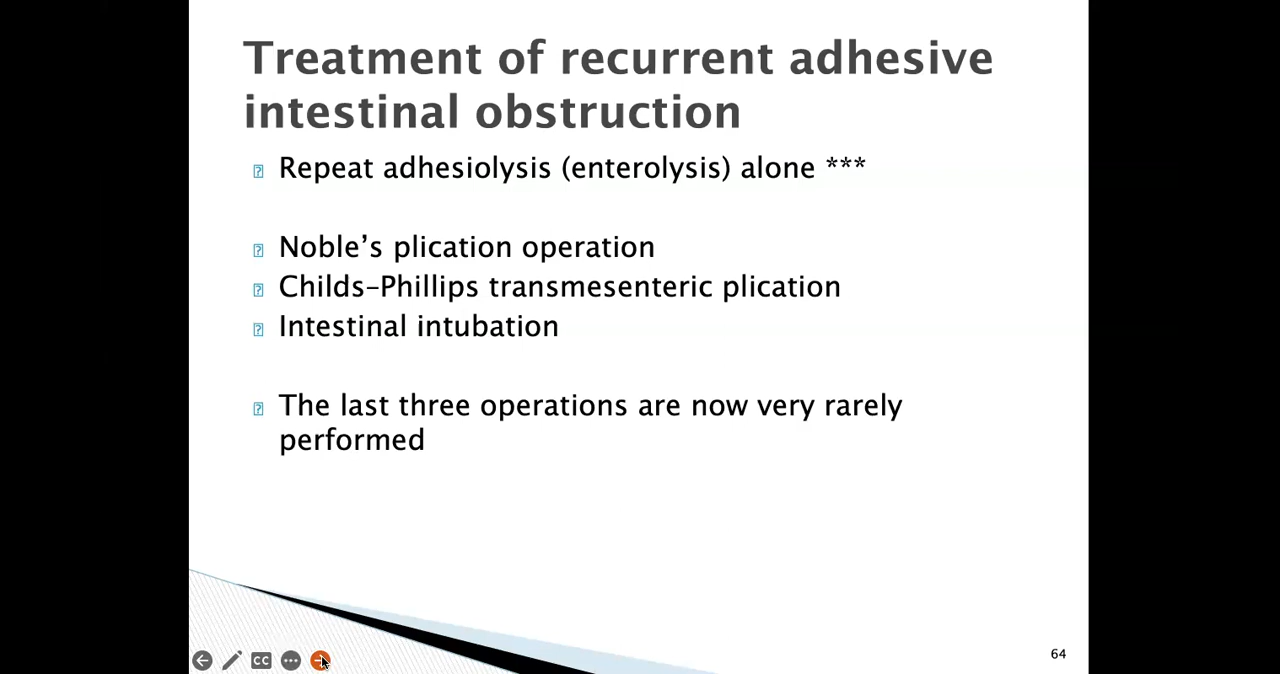 Treatment of recurrent adhesive
intestinal obstruction
Repeat adhesiolysis (enterolysis) alone ***
Noble’s plication operation
Childs–Phillips transmesenteric plication
Intestinal intubation
The last three operations are now very rarely
performed
CC
64